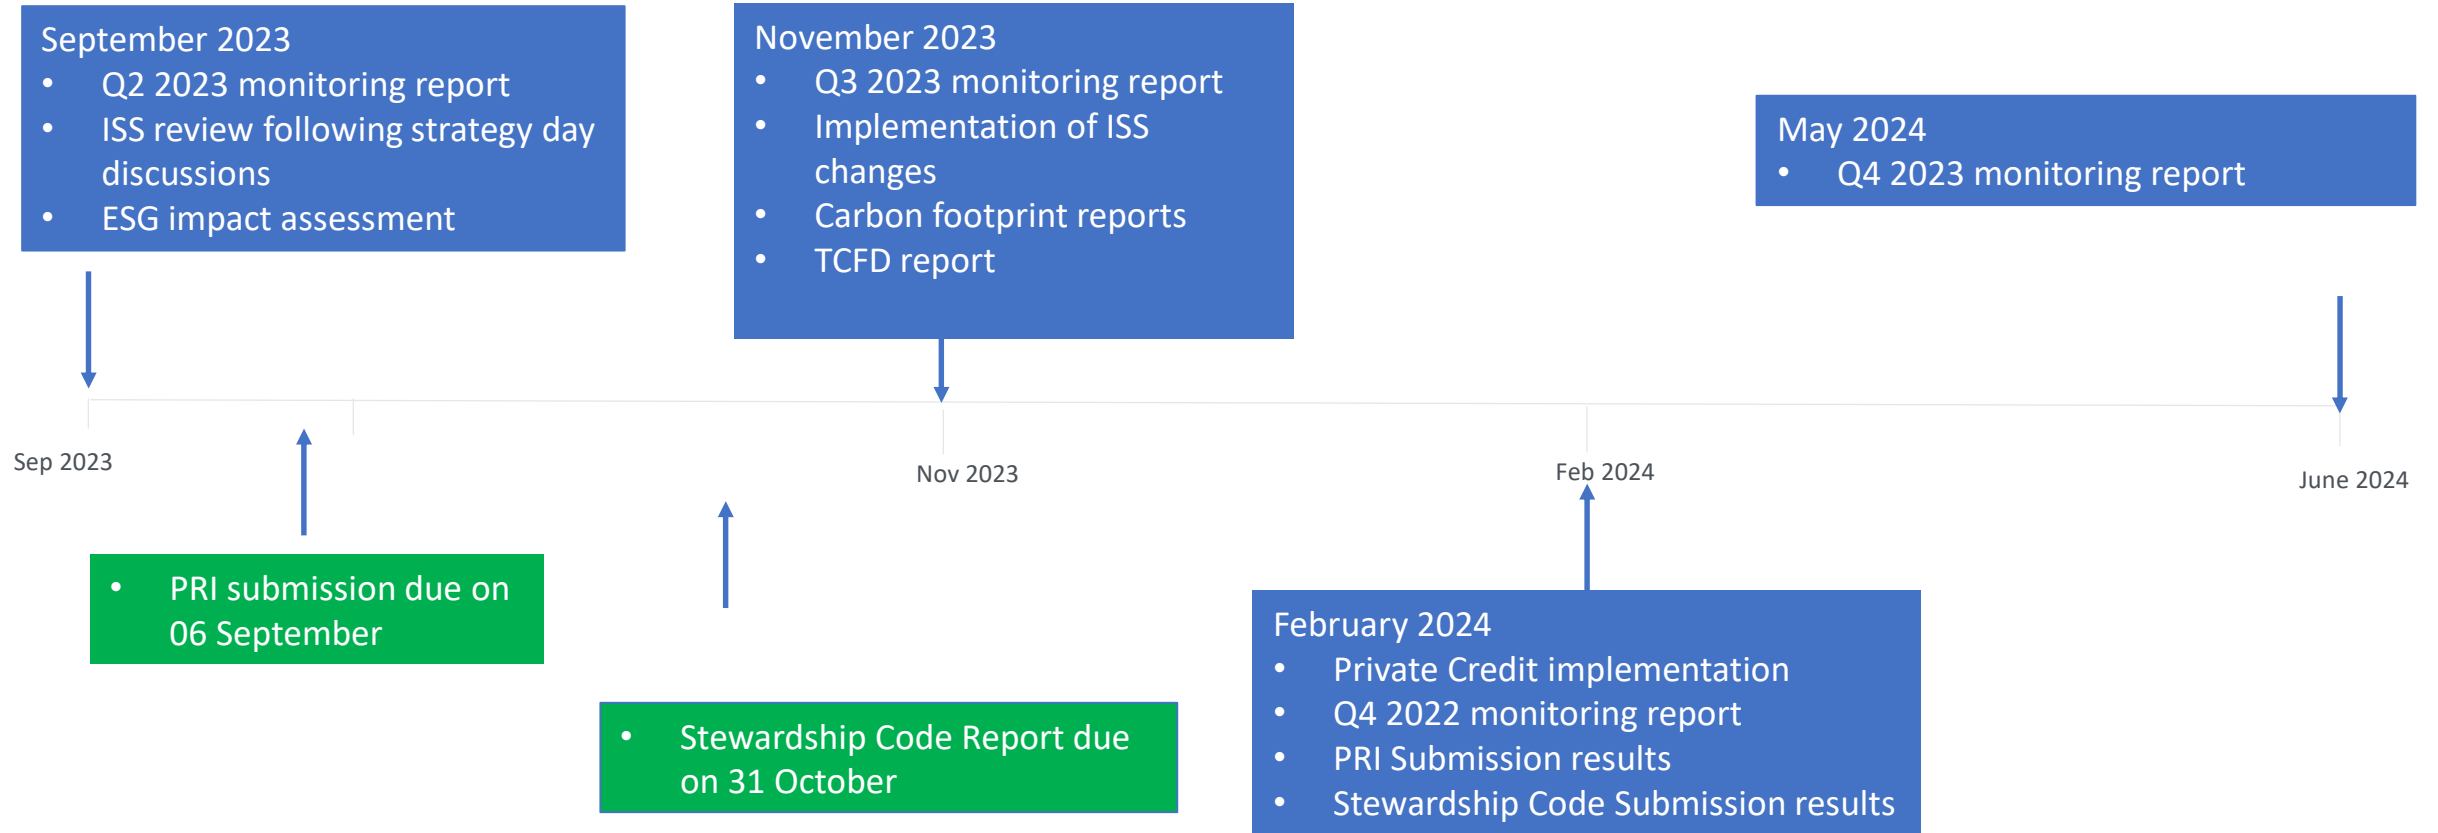 September 2023
• Q2 2023 monitoring report
• ISS review following strategy day
discussions
• ESG impact assessment
November 2023
• Q3 2023 monitoring report
• Implementation of ISS
changes
• Carbon footprint reports
• TCFD report
May 2024
• Q4 2023 monitoring report
Sep 2023
Nov 2023
Feb 2024
June 2024
• PRI submission due on
06 September
• Stewardship Code Report due
on 31 October
February 2024
• Private Credit implementation
• Q4 2022 monitoring report
• PRI Submission results
• Stewardship Code Submission results